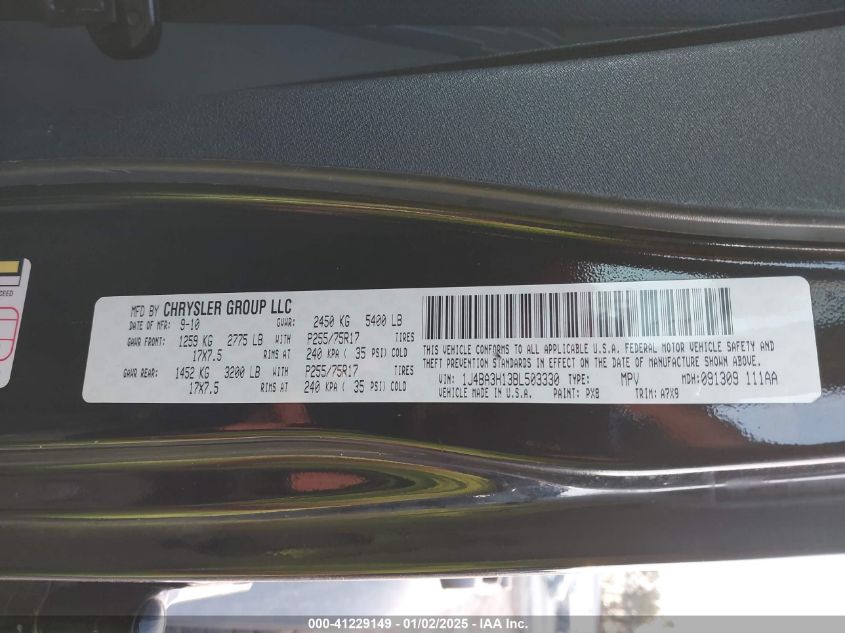 CEED
MFD BY CHRYSLER GROUP LLC
DATE OF MFR: 9-10 GVWR: 2450 KG 5400 LB
GAWR FRONT: 1259 KG 2775 LB WITH P255/75R17 TIRES
17X7.5 RIMS AT 240 KPA ( 35 PSI) COLD
GAWR REAR: 1452 KG 3200 LB WITH P255/75R17 TIRES
17X7.5 RIMS AT 240 KPA ( 35 PSI) COLD
THIS VEHICLE CONFORMS TO ALL APPLICABLE U.S.A. FEDERAL MOTOR VEHICLE SAFETY AND
THEFT PREVENTION STANDARDS IN EFFECT ON THE DATE OF MANUFACTURE SHOWN ABOVE.
VIN: 1J4BA3H13BL503330 TYPE: MPV MDH: 091309 111AA
VEHICLE MADE IN U.S.A. PAINT: PX8 TRIM: A7X9
000-41229149 - 01/02/2025 - IAA Inc.